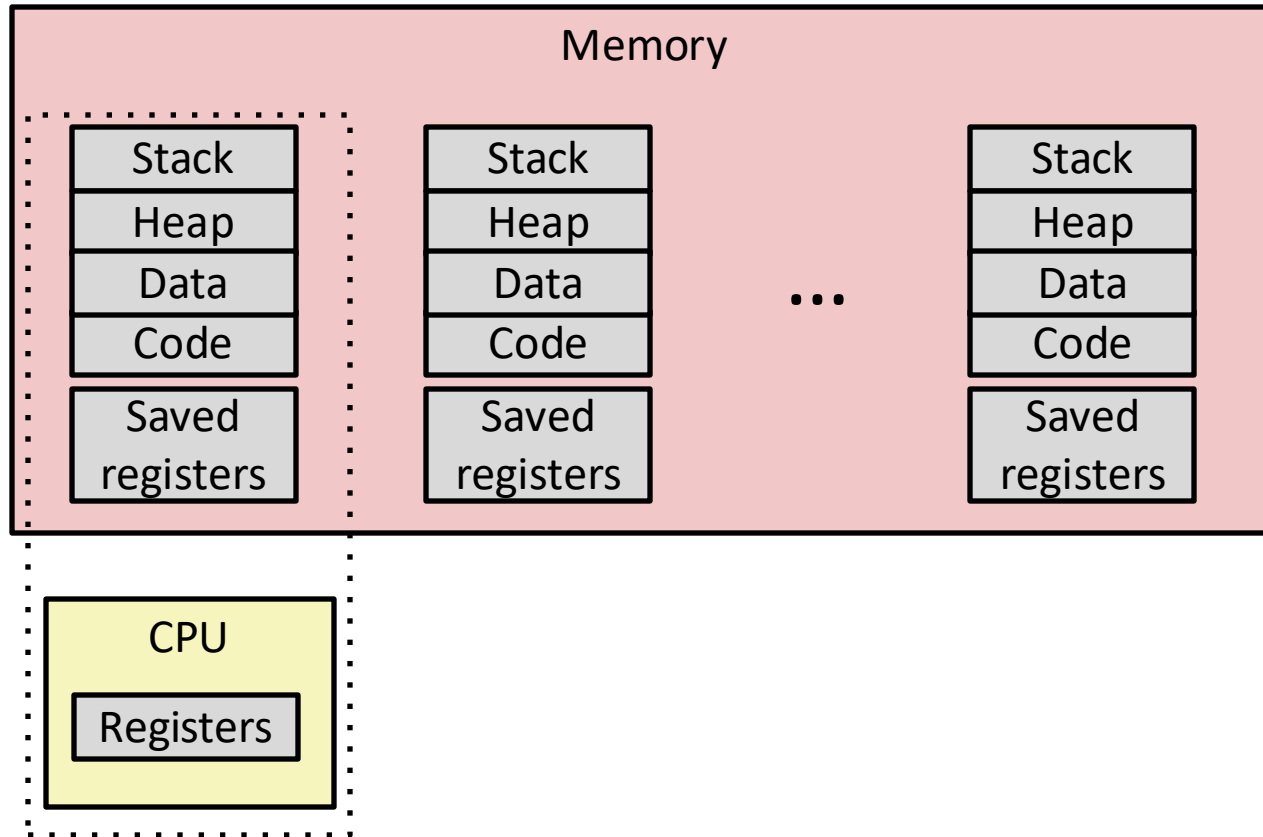 Memory
Stack
Heap
Data
Code
Saved
registers
Stack
Heap
Data
Code
Saved
registers
...
Stack
Heap
Data
Code
Saved
registers
CPU
Registers